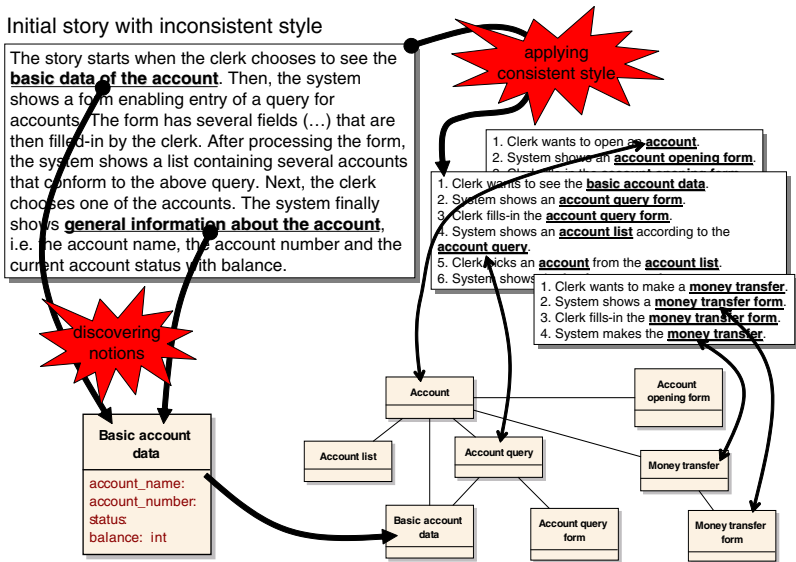 Initial story with inconsistent style
The story starts when the clerk chooses to see the
basic data of the account. Then, the system
shows a form enabling entry of a query for
accounts. The form has several fields (…) that are
then filled-in by the clerk. After processing the form,
the system shows a list containing several accounts
that conform to the above query. Next, the clerk
chooses one of the accounts. The system finally
shows general information about the account,
i.e. the account name, the account number and the
current account status with balance.
applying
consistent style
1. Clerk wants to open an account.
2. System shows an account opening form.
1. Clerk wants to see the basic account data.
2. System shows an account query form.
3. Clerk fills-in the account query form.
4. System shows an account list according to the
account query.
5. Clerk picks an account from the account list.
6. System shows
1. Clerk wants to make a money transfer.
2. System shows a money transfer form.
3. Clerk fills-in the money transfer form.
4. System makes the money transfer.
discovering
notions
Basic account
data
account_name:
account_number:
status:
balance: int
Account
Account
opening form
Account list
Account query
Money transfer
Basic account
data
Account query
form
Money transfer
form